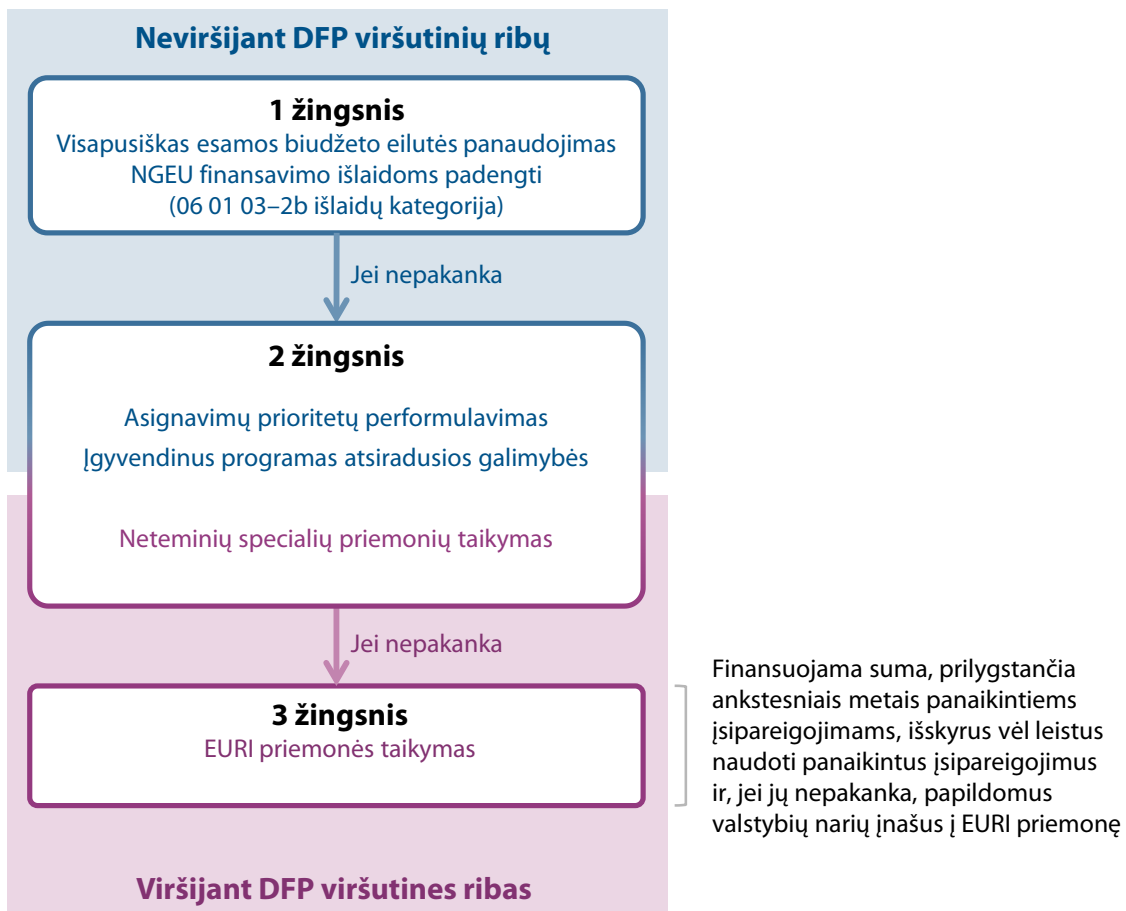 Neviršijant DFP viršutinių ribų
1 žingsnis
Visapusiškas esamos biudžeto eilutės panaudojimas
NGEU finansavimo išlaidoms padengti
(06 01 03–2b išlaidų kategorija)
Jei nepakanka
2 žingsnis
Asignavimų prioritetų performulavimas
Įgyvendinus programas atsiradusios galimybės
Neteminių specialių priemonių taikymas
Jei nepakanka
3 žingsnis
EURI priemonės taikymas
Finansuojama suma, prilygstančia
ankstesniais metais panaikintiems
įsipareigojimams, išskyrus vėl leistus
naudoti panaikintus įsipareigojimus
ir, jei jų nepakanka, papildomus
valstybių narių įnašus į EURI priemonę
Viršijant DFP viršutines ribas